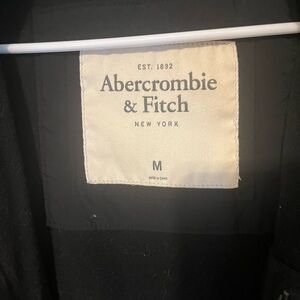 EST. 1892
Abercrombie
& Fitch
NEW YORK
M